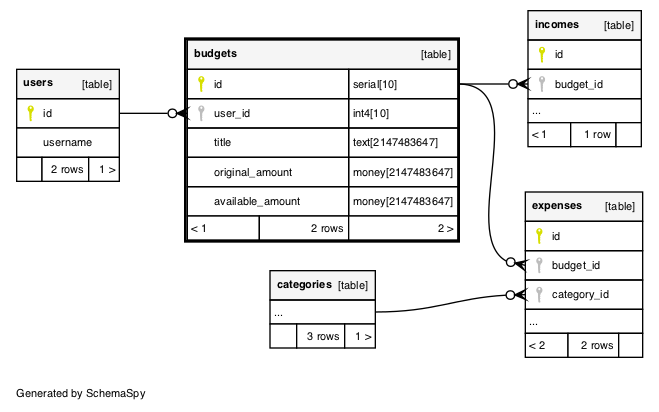 users [table]
id
username
2 rows 1 >
budgets [table]
id serial[10]
user_id int4[10]
title text[2147483647]
original_amount money[2147483647]
available_amount money[2147483647]
< 1 2 rows 2 >
incomes [table]
id
budget_id
...
< 1 1 row
expenses [table]
id
budget_id
category_id
...
< 2 2 rows
categories [table]
...
3 rows 1 >
Generated by SchemaSpy